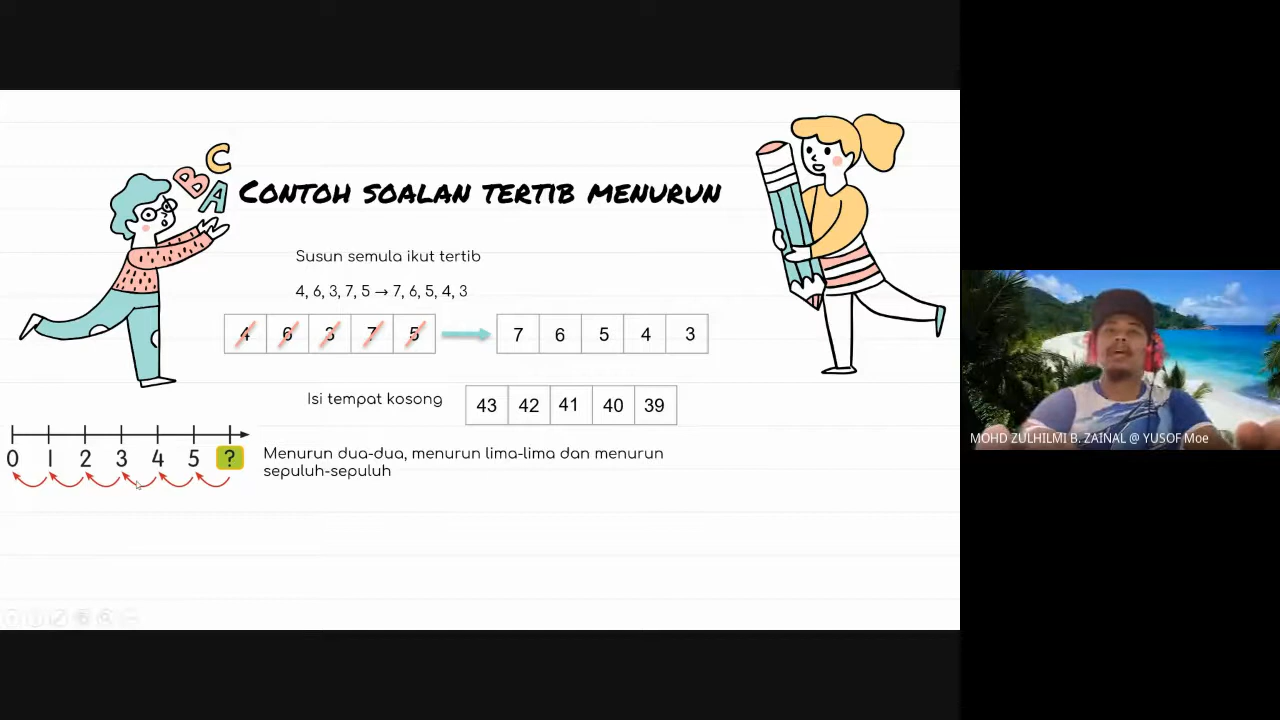 B C
A
CONTOH SOALAN TERTIB MENURUN
Susun semula ikut tertib
4, 6, 3, 7, 5 → 7, 6, 5, 4, 3
4 6 3 7 5 7 6 5 4 3
Isi tempat kosong 43 42 41 40 39
0 1 2 3 4 5 ?
Menurun dua-dua, menurun lima-lima dan menurun
sepuluh-sepuluh
MOHD ZULHILMI B. ZAINAL @ YUSOF Moe